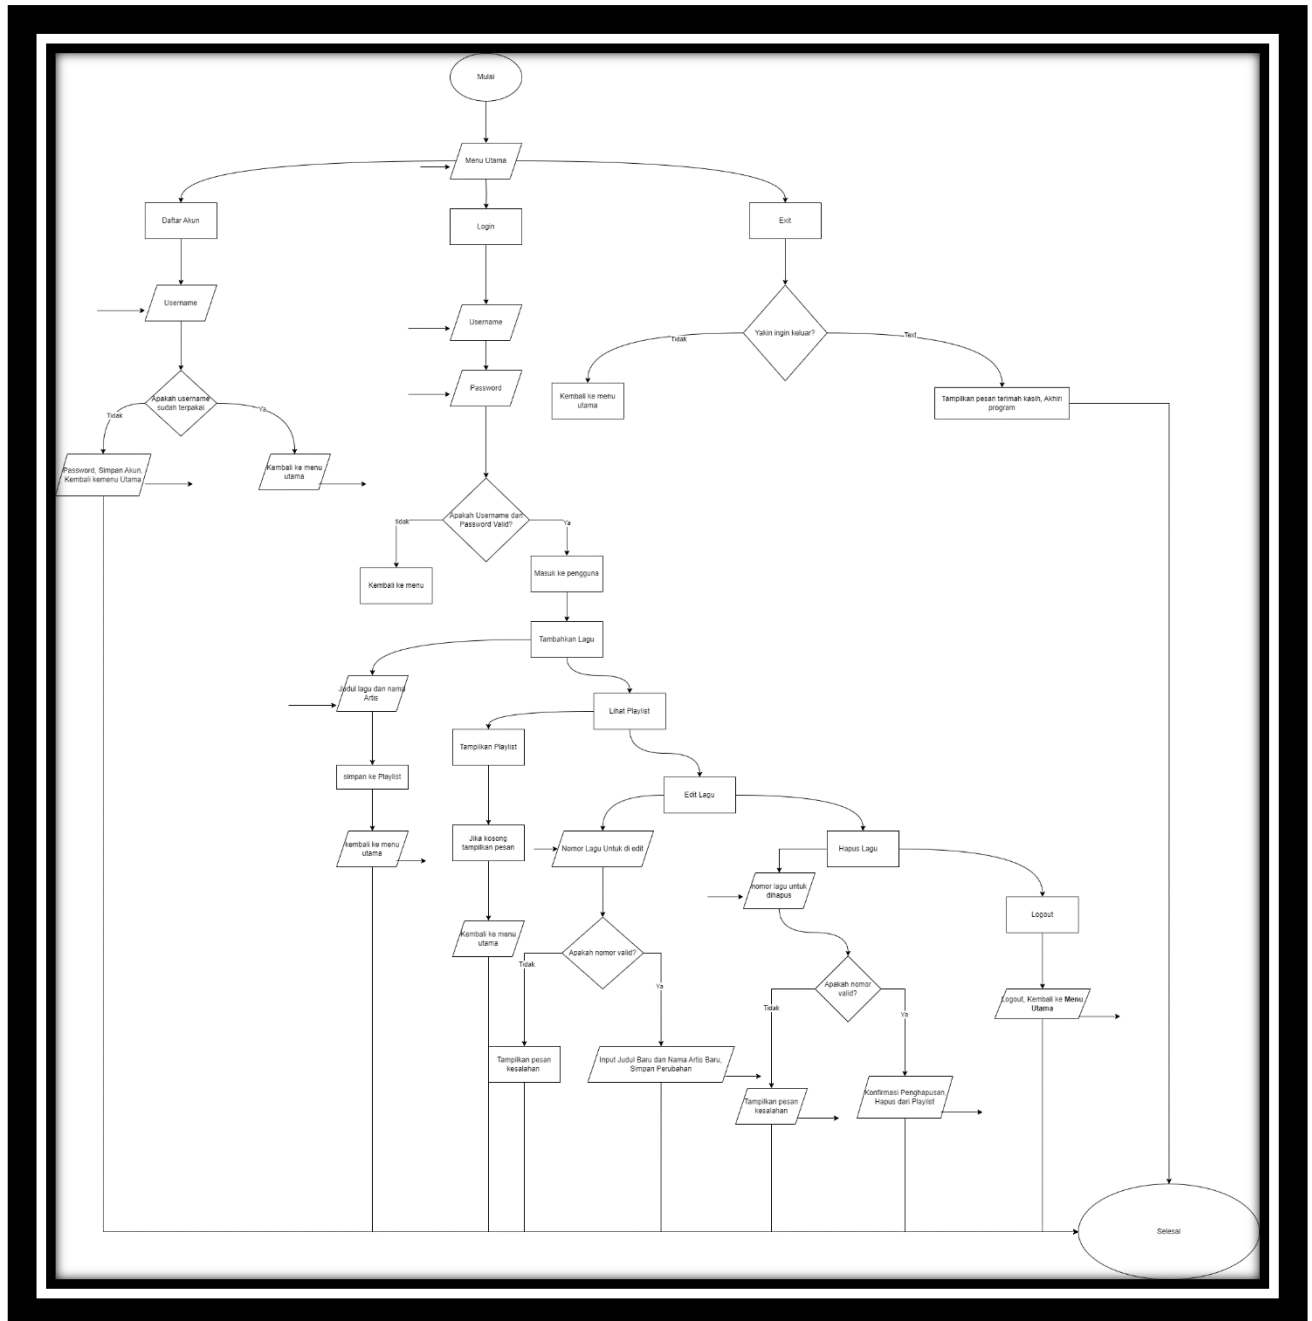 Mulai
Menu Utama
Daftar Akun
Login
Exit
Username
Username
Yakin ingin keluar?
Tidak
Text
Password
Kembali ke menu
utama
Tampilkan pesan terimah kasih, Akhiri
program
Apakah username
sudah terpakai
Tidak
Ya
Password, Simpan Akun,
Kembali kemenu Utama
Kembali ke menu
utama
Apakah Username dan
Password Valid?
tidak
Ya
Kembali ke menu
Masuk ke pengguna
Tambahkan Lagu
Judul lagu dan nama
Artis
Lihat Playlist
Tampilkan Playlist
simpan ke Playlist
Edit Lagu
kembali ke menu
utama
Jika kosong
tampilkan pesan
Nomor Lagu Untuk di edit
Hapus Lagu
nomor lagu untuk
dihapus
Logout
Kembali ke menu
utama
Apakah nomor valid?
Tidak
Ya
Apakah nomor
valid?
Tidak
Ya
Logout, Kembali ke Menu
Utama
Tampilkan pesan
kesalahan
Input Judul Baru dan Nama Artis Baru,
Simpan Perubahan
Tampilkan pesan
kesalahan
Konfirmasi Penghapusan
Hapus dari Playlist
Selesai